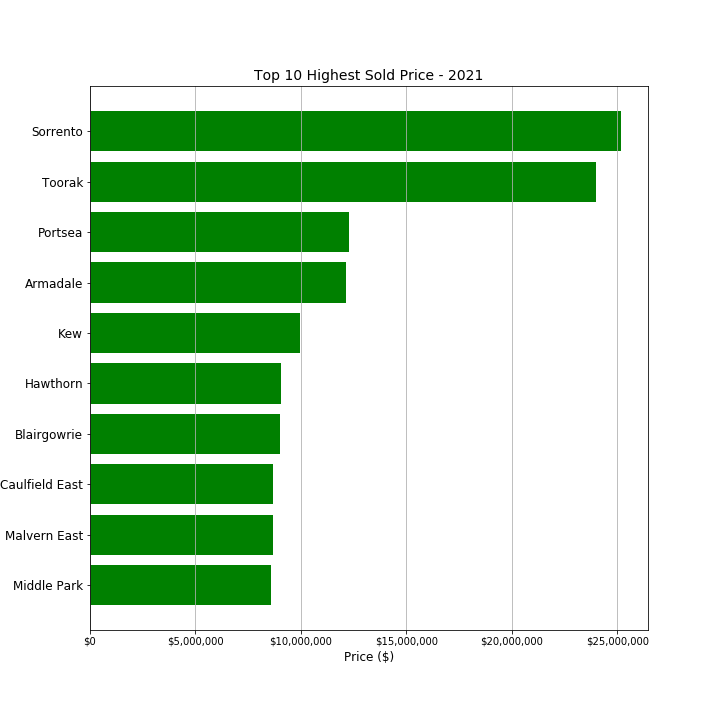 Top 10 Highest Sold Price - 2021
Sorrento
Toorak
Portsea
Armadale
Kew
Hawthorn
Blairgowrie
Caulfield East
Malvern East
Middle Park
$0 $5,000,000 $10,000,000 $15,000,000 $20,000,000 $25,000,000
Price ($)